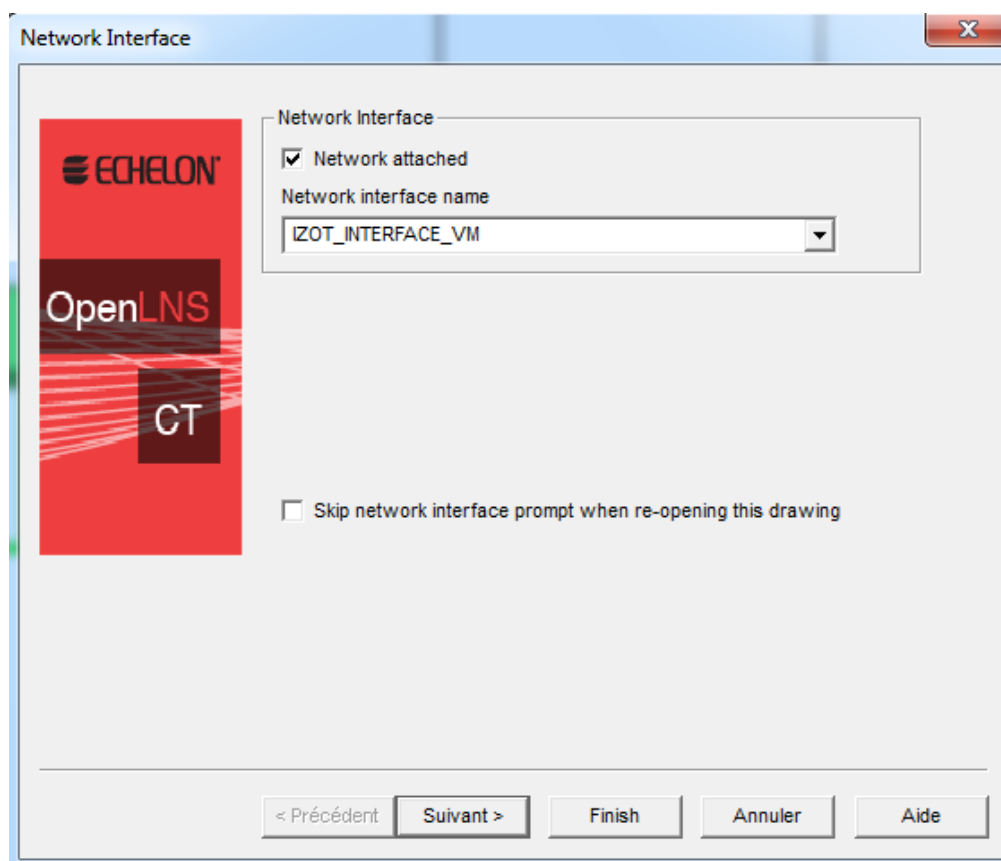 Network Interface
Network Interface
Network attached
Network interface name
IZOT_INTERFACE_VM
ECHELON
OpenLNS
CT
Skip network interface prompt when re-opening this drawing
< Précédent Suivant > Finish Annuler Aide